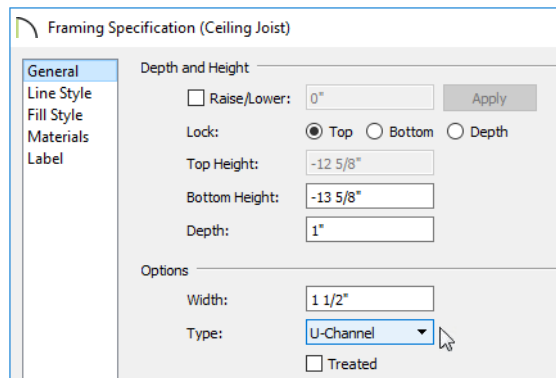 Framing Specification (Ceiling Joist)
General
Line Style
Fill Style
Materials
Label
Depth and Height
Raise/Lower: 0" Apply
Lock: Top Bottom Depth
Top Height: -12 5/8"
Bottom Height: -13 5/8"
Depth: 1"
Options
Width: 1 1/2"
Type: U-Channel
Treated